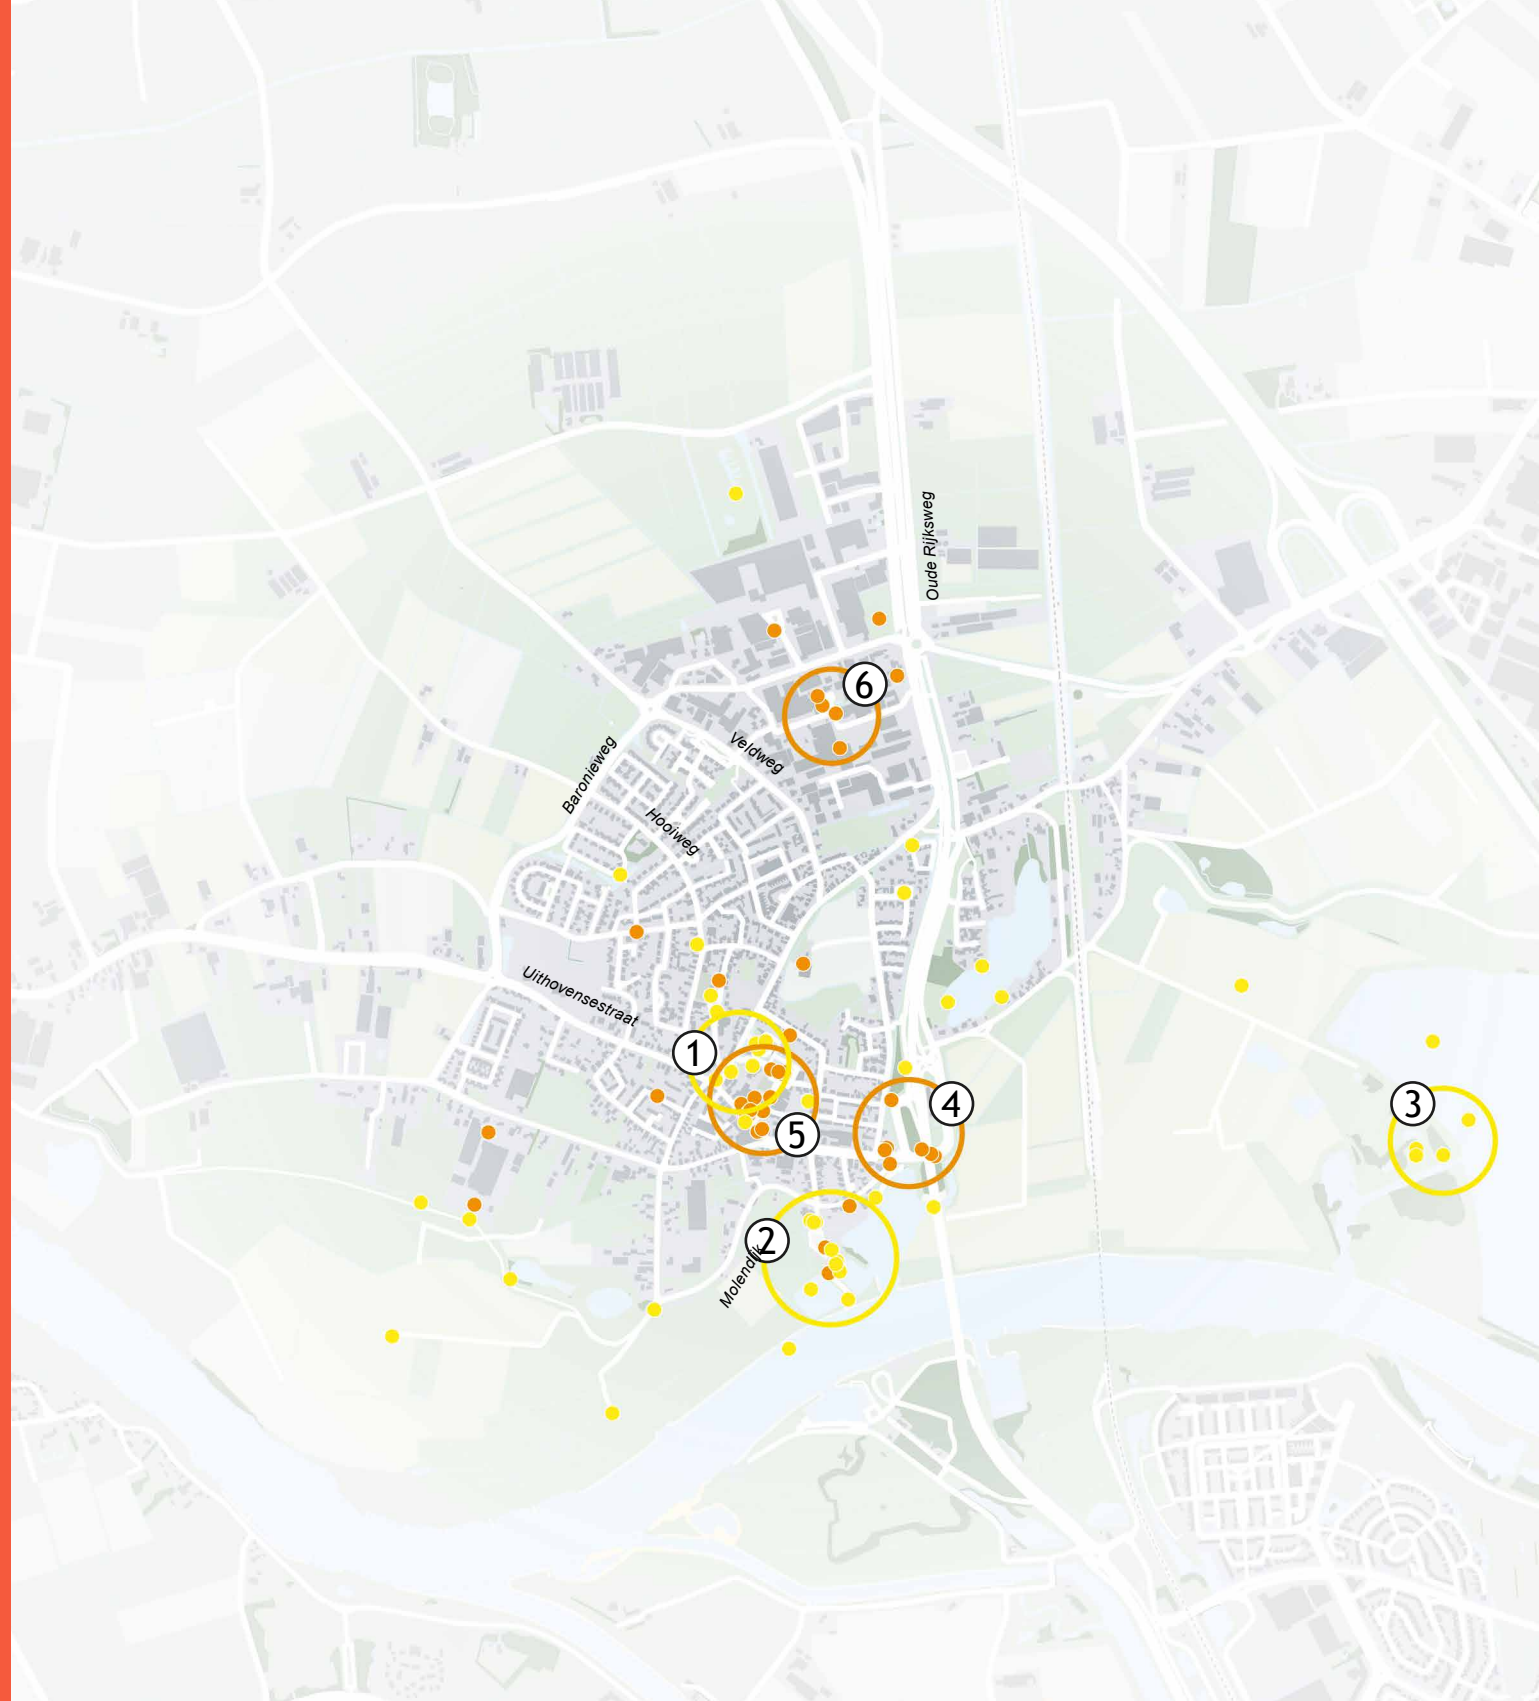 Oude Rijksweg
6
Veldweg
Baronieweg
Hooiweg
Uithovensestraat
1
4
3
5
2
Molendijk